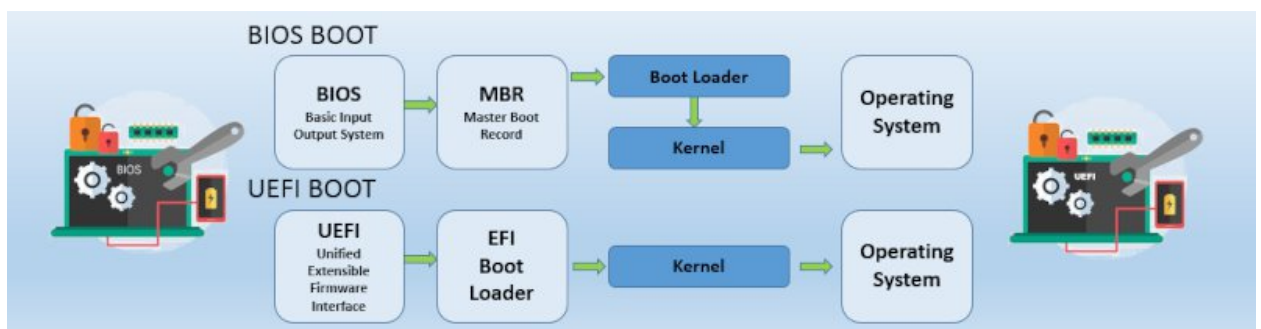 BIOS BOOT
BIOS
Basic Input
Output System
MBR
Master Boot
Record
Boot Loader
Kernel
Operating
System
BIOS
UEFI BOOT
UEFI
Unified
Extensible
Firmware
Interface
EFI
Boot
Loader
Kernel
Operating
System
UEFI